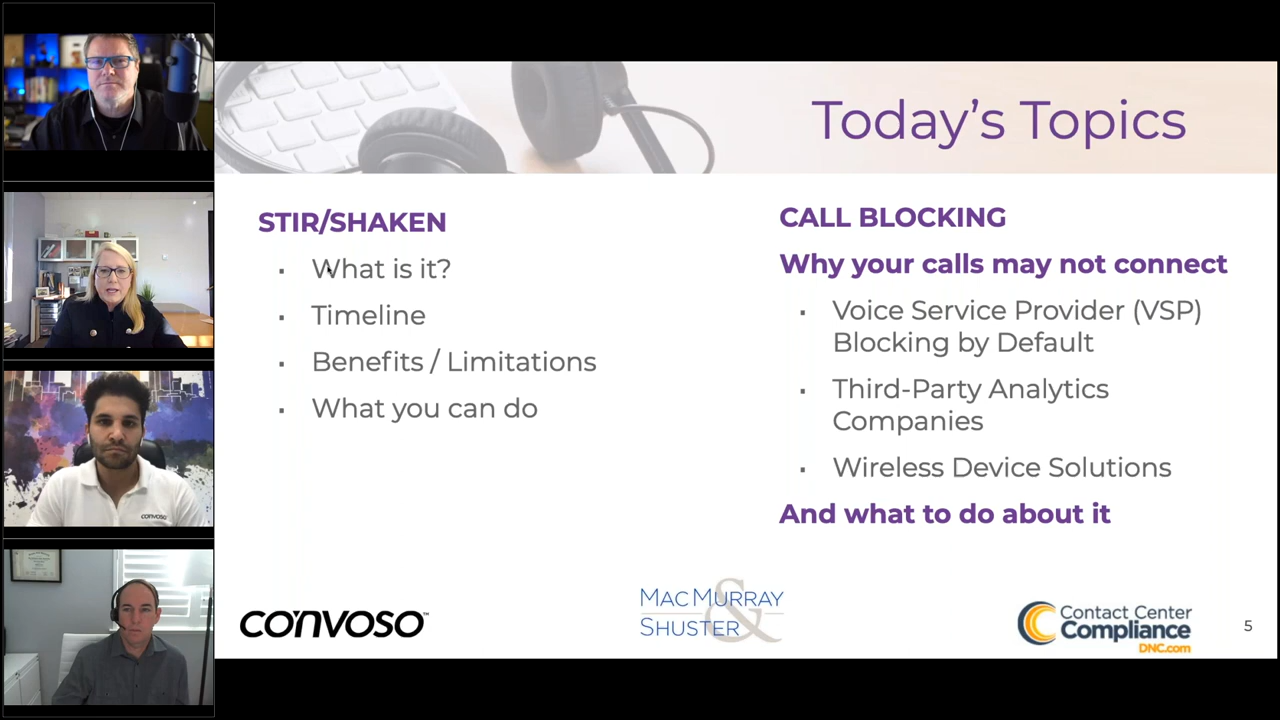 Today's Topics
STIR/SHAKEN
▪ What is it?
Timeline
▪ Benefits / Limitations
▪ What you can do
CALL BLOCKING
Why your calls may not connect
▪ Voice Service Provider (VSP)
Blocking by Default
▪ Third-Party Analytics
Companies
▪ Wireless Device Solutions
And what to do about it
convoso
convoso™
MAC MURRAY
& SHUSTER
Contact Center
Compliance
DNC.com
5